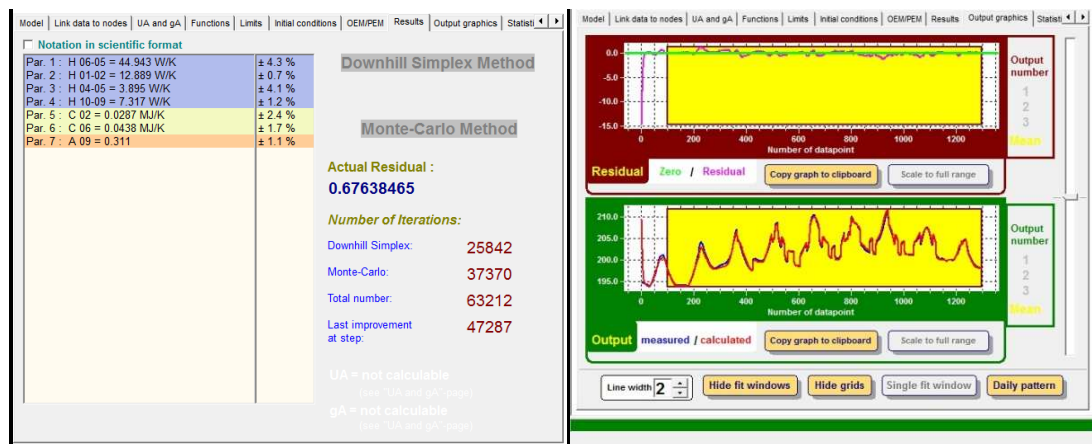 Model Link data to nodes UA and gA Functions Limits Initial conditions OEM/PEM Results Output graphics Statisti
Notation in scientific format
Par. 1 : H 06-05 = 44.943 W/K ± 4.3 %
Par. 2 : H 01-02 = 12.889 W/K ± 0.7 %
Par. 3 : H 04-05 = 3.895 W/K ± 4.1 %
Par. 4 : H 10-09 = 7.317 W/K ± 1.2 %
Par. 5 : C 02 = 0.0287 MJ/K ± 2.4 %
Par. 6 : C 06 = 0.0438 MJ/K ± 1.7 %
Par. 7 : A 09 = 0.311 ± 1.1 %
Downhill Simplex Method
Monte-Carlo Method
Actual Residual :
0.67638465
Number of Iterations:
Downhill Simplex: 25842
Monte-Carlo: 37370
Total number: 63212
Last improvement at step: 47287
UA = not calculable
(see "UA and gA"-page)
gA = not calculable
(see "UA and gA"-page)
Model Link data to nodes UA and gA Functions Limits Initial conditions OEM/PEM Results Output graphics Statisti
0.0
-5.0
-10.0
-15.0
0 200 400 600 800 1000 1200
Number of datapoint
Output
number
1
2
3
Mean
Residual Zero / Residual Copy graph to clipboard Scale to full range
210.0
205.0
200.0
195.0
0 200 400 600 800 1000 1200
Number of datapoint
Output
number
1
2
3
Mean
Output measured / calculated Copy graph to clipboard Scale to full range
Line width 2 Hide fit windows Hide grids Single fit window Daily pattern